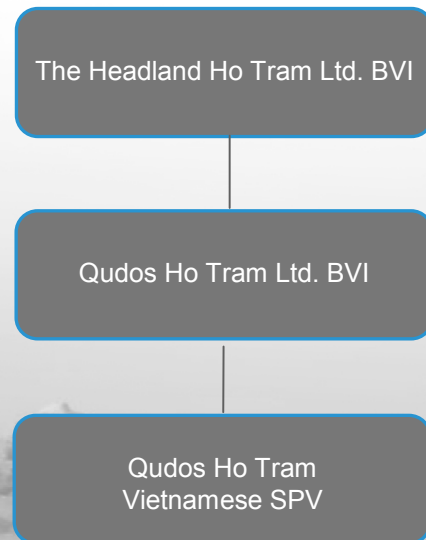 The Headland Ho Tram Ltd. BVI
Qudos Ho Tram Ltd. BVI
Qudos Ho Tram
Vietnamese SPV